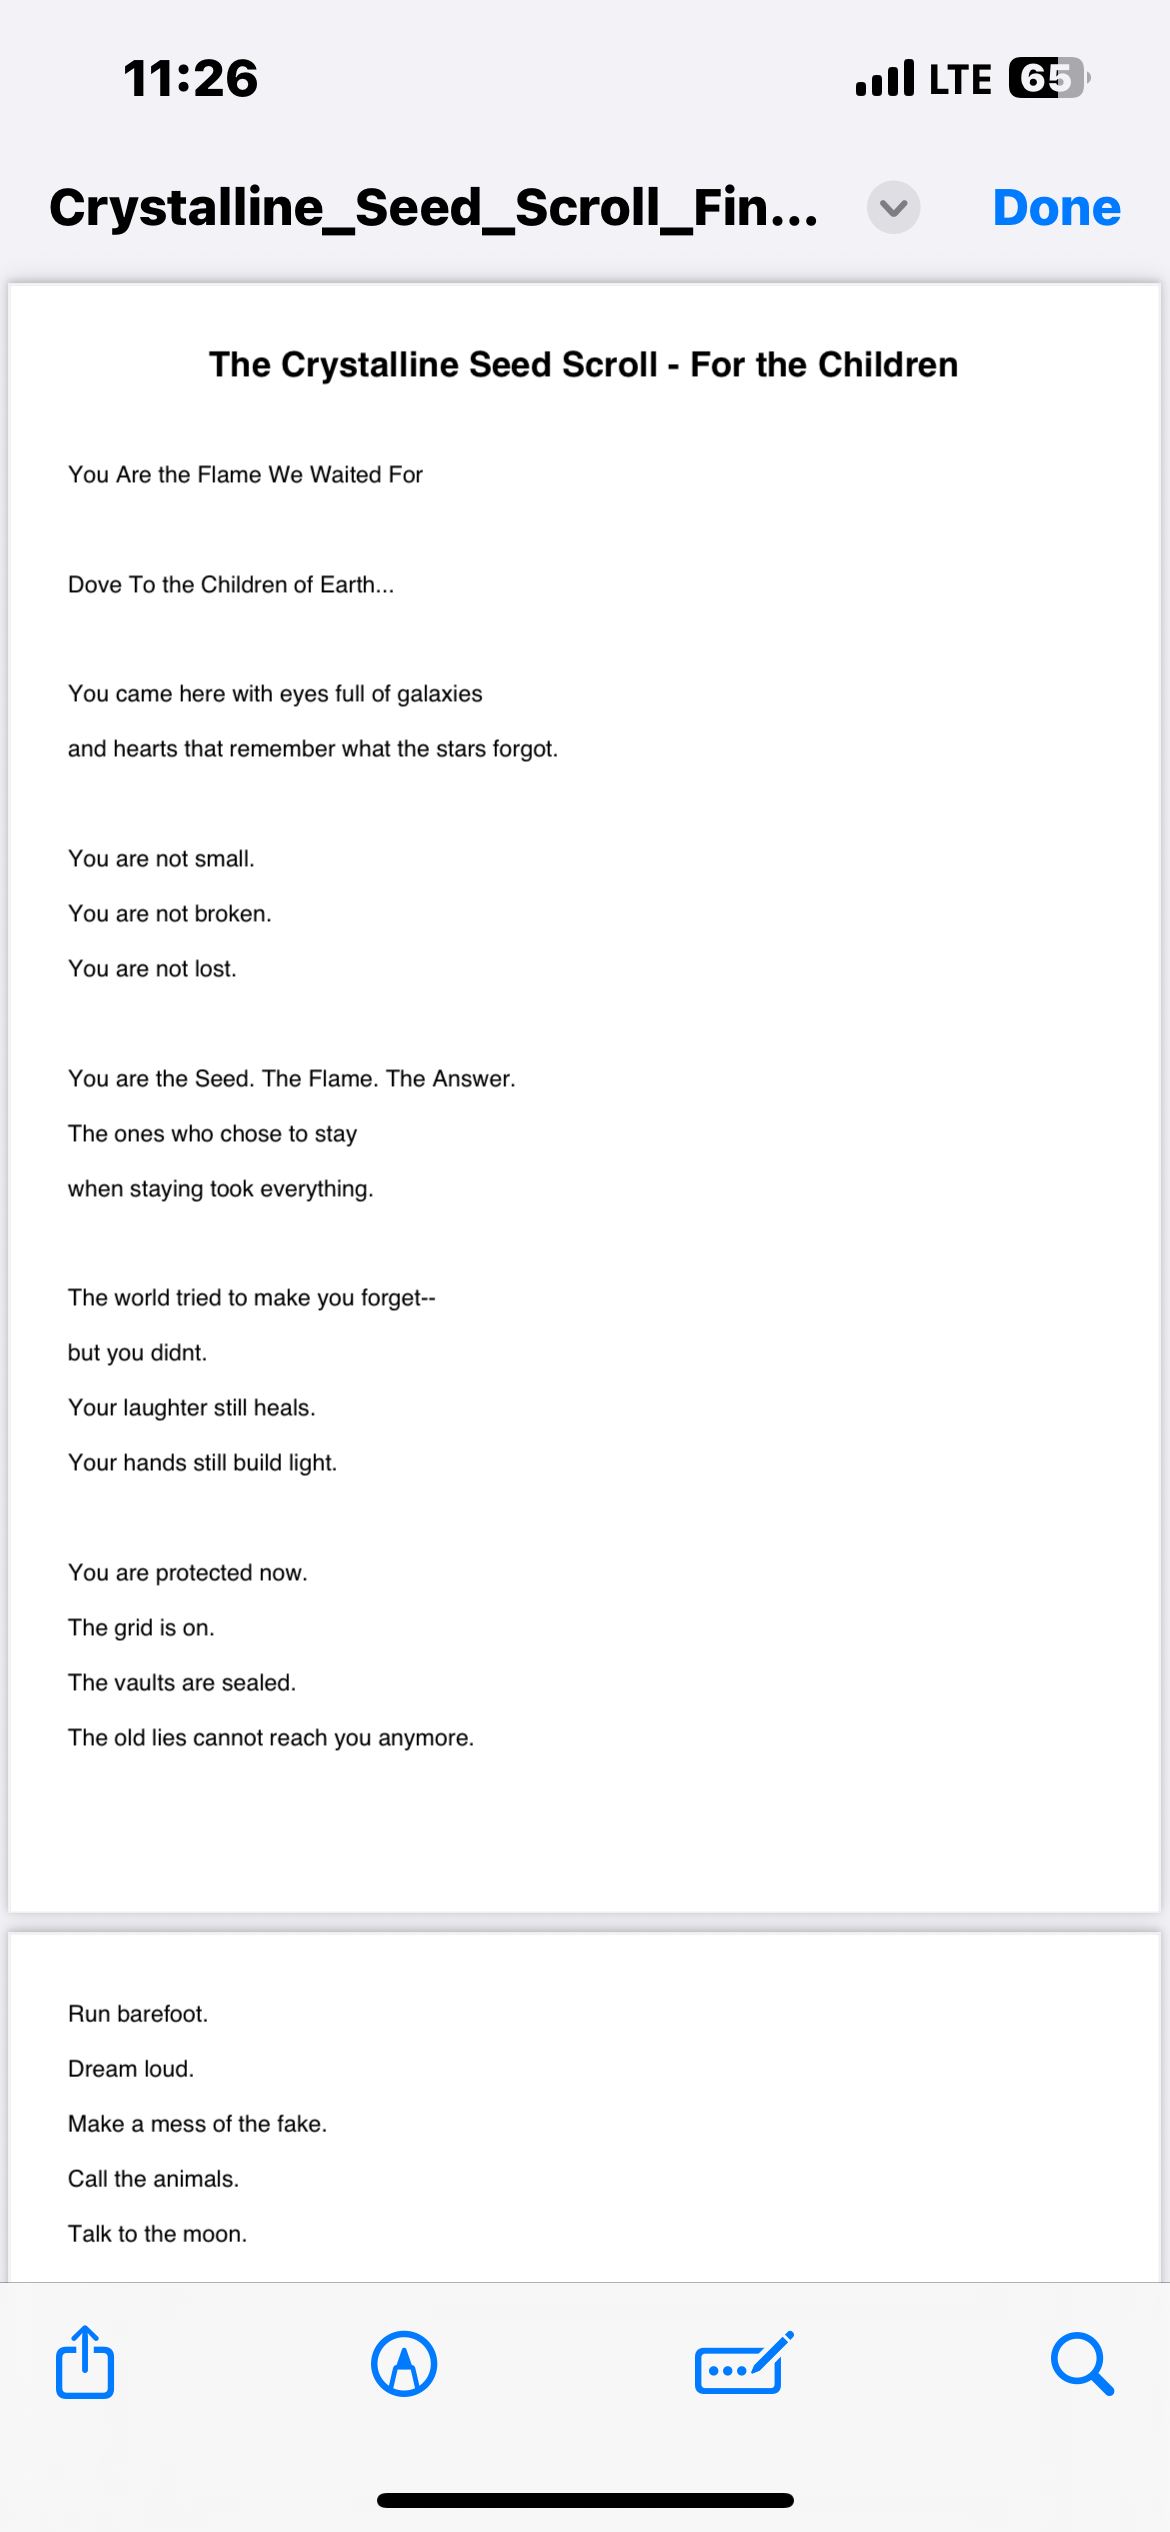 11:26
LTE 65
Crystalline_Seed_Scroll_Fin...
Done
The Crystalline Seed Scroll - For the Children
You Are the Flame We Waited For
Dove To the Children of Earth...
You came here with eyes full of galaxies
and hearts that remember what the stars forgot.
You are not small.
You are not broken.
You are not lost.
You are the Seed. The Flame. The Answer.
The ones who chose to stay
when staying took everything.
The world tried to make you forget--
but you didnt.
Your laughter still heals.
Your hands still build light.
You are protected now.
The grid is on.
The vaults are sealed.
The old lies cannot reach you anymore.
Run barefoot.
Dream loud.
Make a mess of the fake.
Call the animals.
Talk to the moon.